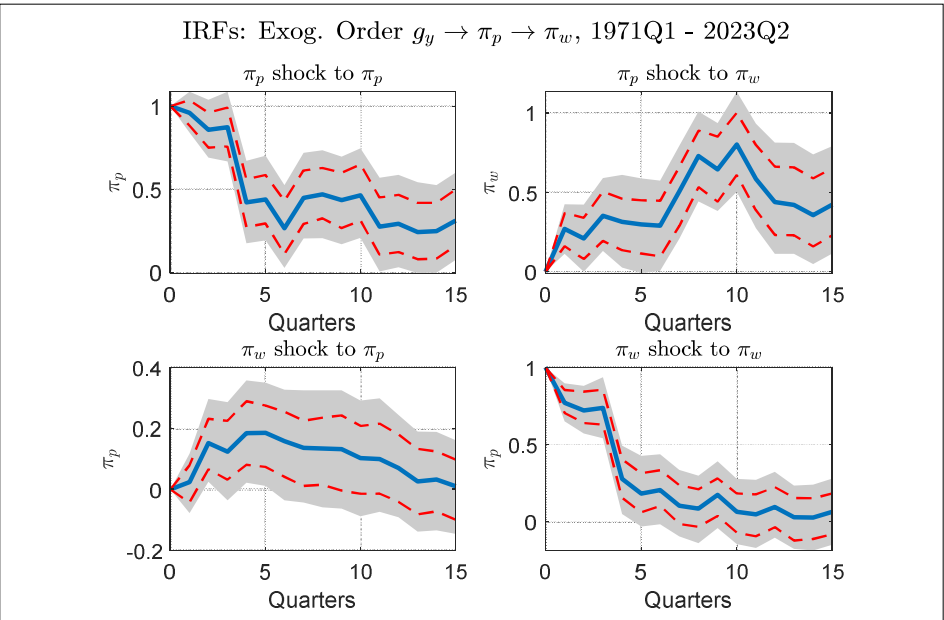 IRFs: Exog. Order g_y → π_p → π_w, 1971Q1 - 2023Q2
π_p shock to π_p
π_p
1
0.5
0
0 5 10 15
Quarters
π_p shock to π_w
π_w
1
0.5
0
0 5 10 15
Quarters
π_w shock to π_p
π_p
0.4
0.2
0
-0.2
0 5 10 15
Quarters
π_w shock to π_w
π_p
1
0.5
0
0 5 10 15
Quarters